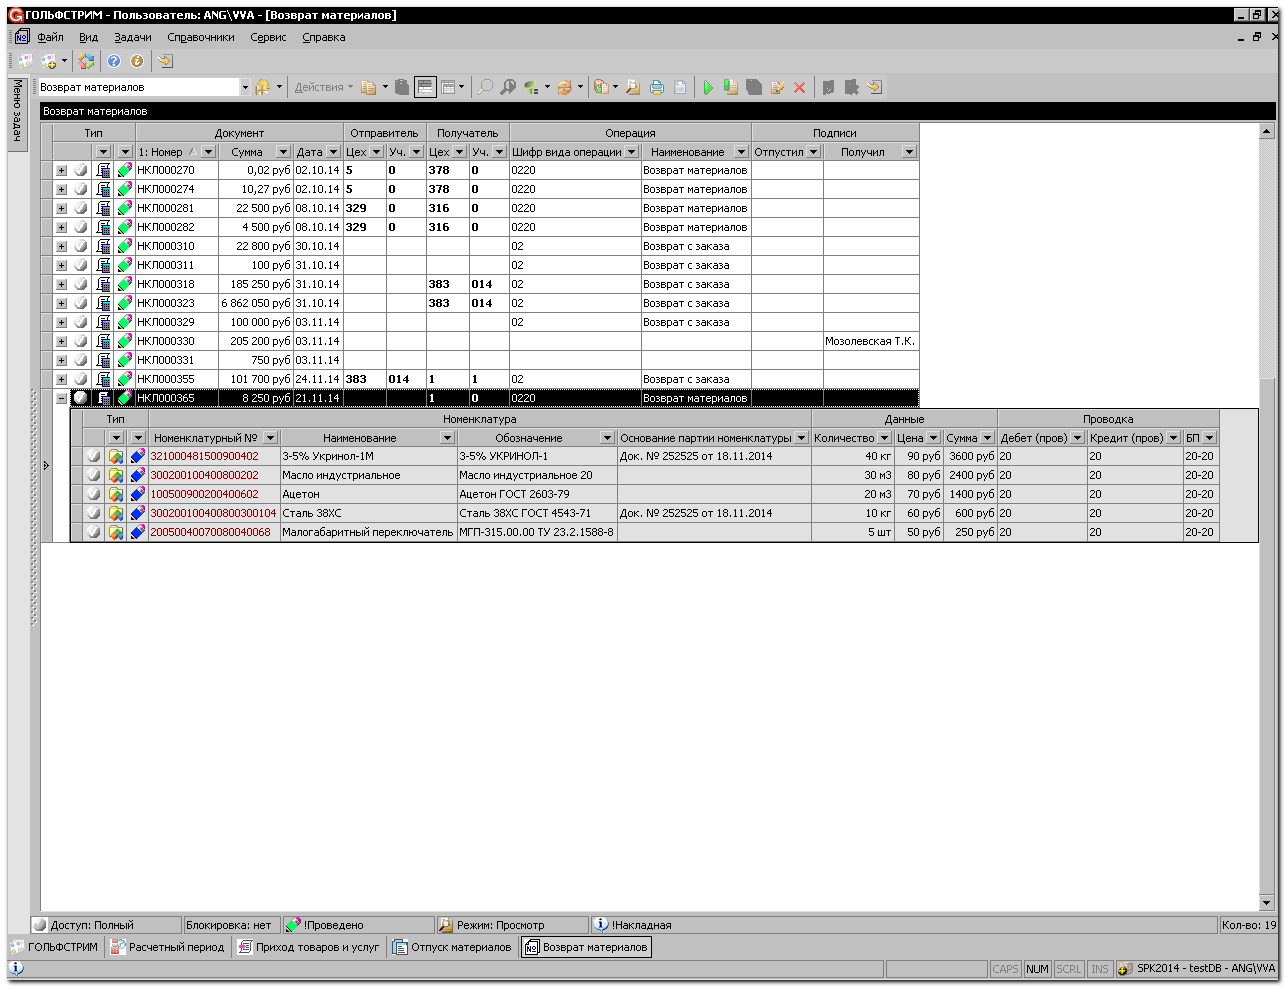 ГОЛЬФСТРИМ - Пользователь: ANG\VVA - [Возврат материалов]
Файл Вид Задачи Справочники Сервис Справка
Меню задач
Возврат материалов Действия
Возврат материалов
Тип Документ Отправитель Получатель Операция Подписи
1: Номер Сумма Дата Цех Уч. Цех Уч. Шифр вида операции Наименование Отпустил Получил
НКЛ000270 0,02 руб 02.10.14 5 0 378 0 0220 Возврат материалов
НКЛ000274 10,27 руб 02.10.14 5 0 378 0 0220 Возврат материалов
НКЛ000281 22 500 руб 08.10.14 329 0 316 0 0220 Возврат материалов
НКЛ000282 4 500 руб 08.10.14 329 0 316 0 0220 Возврат материалов
НКЛ000310 22 800 руб 30.10.14 02 Возврат с заказа
НКЛ000311 100 руб 31.10.14 02 Возврат с заказа
НКЛ000318 185 250 руб 31.10.14 383 014 02 Возврат с заказа
НКЛ000323 6 862 050 руб 31.10.14 383 014 02 Возврат с заказа
НКЛ000329 100 000 руб 03.11.14 02 Возврат с заказа
НКЛ000330 205 200 руб 03.11.14 Мозолевская Т.К.
НКЛ000331 750 руб 03.11.14
НКЛ000355 101 700 руб 24.11.14 383 014 1 1 02 Возврат с заказа
НКЛ000365 8 250 руб 21.11.14 1 0 0220 Возврат материалов
Тип Номенклатура Данные Проводка
Номенклатурный № Наименование Обозначение Основание партии номенклатуры Количество Цена Сумма Дебет (пров) Кредит (пров) БП
321000481500900402 3-5% Укринол-1М 3-5% УКРИНОЛ-1 Док. № 252525 от 18.11.2014 40 кг 90 руб 3600 руб 20 20 20-20
300200100400800202 Масло индустриальное Масло индустриальное 20 30 м3 80 руб 2400 руб 20 20 20-20
100500900200400602 Ацетон Ацетон ГОСТ 2603-79 20 м3 70 руб 1400 руб 20 20 20-20
300200100400800300104 Сталь 38ХС Сталь 38ХС ГОСТ 4543-71 Док. № 252525 от 18.11.2014 10 кг 60 руб 600 руб 20 20 20-20
20050040070080040068 Малогабаритный переключатель МГП-315.00.00 ТУ 23.2.1588-8 5 шт 50 руб 250 руб 20 20 20-20
Доступ: Полный Блокировка: нет !Проведено Режим: Просмотр !Накладная Кол-во: 19
ГОЛЬФСТРИМ Расчетный период Приход товаров и услуг Отпуск материалов Возврат материалов
CAPS NUM SCRL INS SPK2014 - testDB - ANG\VVA